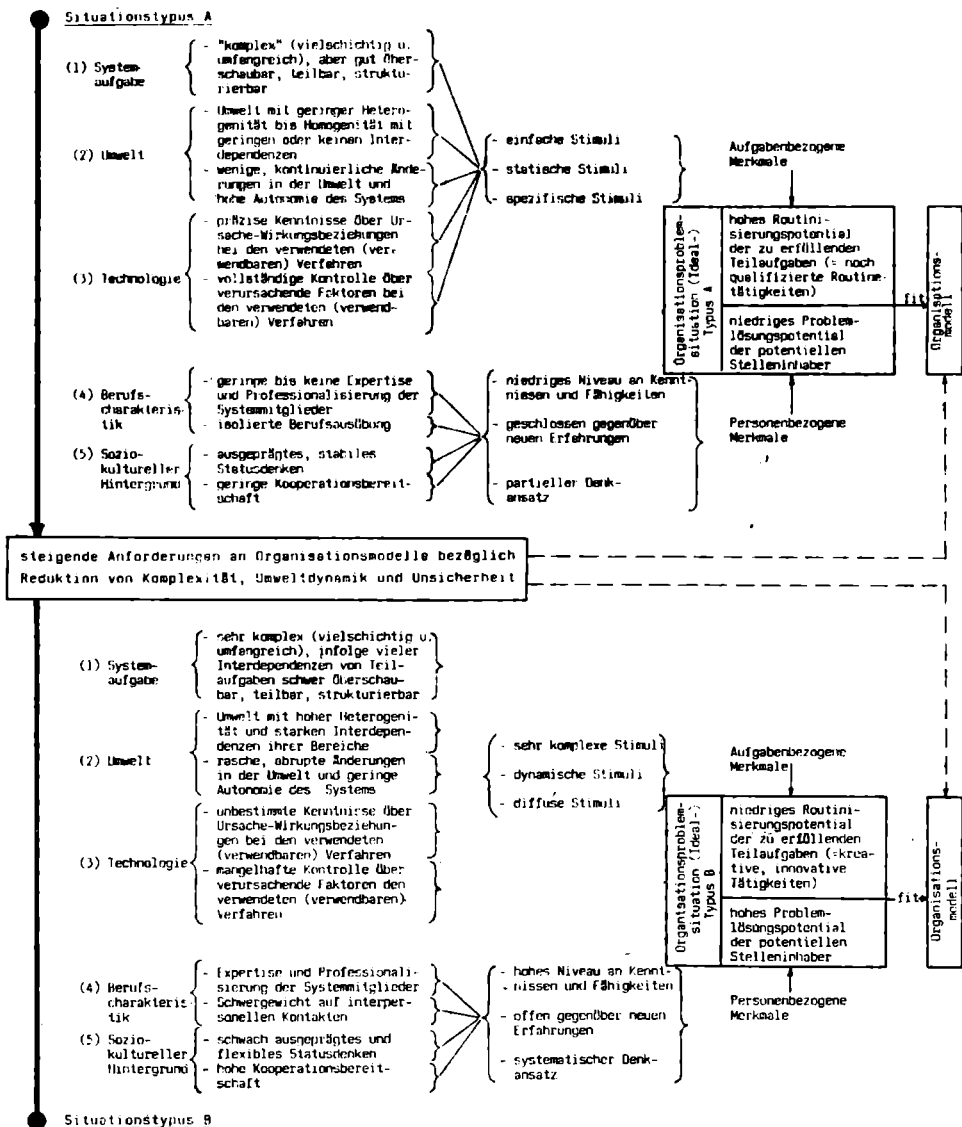 Situationstypus A
(1) System-
aufgabe
- "komplex" (vielschichtig u.
umfangreich), aber gut über-
schaubar, teilbar, struktu-
rierbar
(2) Umwelt
- Umwelt mit geringer Hetero-
genität bis Homogenität mit
geringen oder keinen Inter-
dependenzen
- wenige, kontinuierliche Ände-
rungen in der Umwelt und
hohe Autonomie des Systems
(3) Technologie
- präzise Kenntnisse über Ur-
sache-Wirkungsbeziehungen
bei den verwendeten (ver-
wendbaren) Verfahren
- vollständige Kontrolle über
verursachende Faktoren bei
den verwendeten (verwend-
baren) Verfahren
- einfache Stimuli
- statische Stimuli
- spezifische Stimuli
(4) Berufs-
charakteris-
tik
- geringe bis keine Expertise
und Professionalisierung der
Systemmitglieder
- isolierte Berufsausübung
(5) Sozio-
kultureller
Hintergrund
- ausgeprägtes, stabiles
Statusdenken
- geringe Kooperationsbereit-
schaft
- niedriges Niveau an Kennt-
nissen und Fähigkeiten
- geschlossen gegenüber
neuen Erfahrungen
- partieller Denk-
ansatz
Aufgabenbezogene
Merkmale
Organisationsproblem-
situation (Ideal-)
Typus A
hohes Routini-
sierungspotential
der zu erfüllenden
Teilaufgaben (= noch
qualifizierte Routine-
tätigkeiten)
niedriges Problem-
lösungspotential
der potentiellen
Stelleninhaber
Personenbezogene
Merkmale
fit
Organisations-
modell
steigende Anforderungen an Organisationsmodelle bezüglich
Reduktion von Komplexität, Umweltdynamik und Unsicherheit
(1) System-
aufgabe
- sehr komplex (vielschichtig u.
umfangreich), infolge vieler
Interdependenzen von Teil-
aufgaben schwer überschau-
bar, teilbar, strukturierbar
(2) Umwelt
- Umwelt mit hoher Heterogeni-
tät und starken Interdepen-
denzen ihrer Bereiche
- rasche, abrupte Änderungen
in der Umwelt und geringe
Autonomie des Systems
(3) Technologie
- unbestimmte Kenntnisse über
Ursache-Wirkungsbeziehun-
gen bei den verwendeten
(verwendbaren) Verfahren
- mangelhafte Kontrolle über
verursachende Faktoren den
verwendeten (verwendbaren)
Verfahren
- sehr komplexe Stimuli
- dynamische Stimuli
- diffuse Stimuli
(4) Berufs-
charakteris-
tik
- Expertise und Professionali-
sierung der Systemmitglieder
- Schwergewicht auf interper-
sonellen Kontakten
(5) Sozio-
kultureller
Hintergrund
- schwach ausgeprägtes und
flexibles Statusdenken
- hohe Kooperationsbereit-
schaft
- hohes Niveau an Kennt-
nissen und Fähigkeiten
- offen gegenüber neuen
Erfahrungen
- systematischer Denk-
ansatz
Aufgabenbezogene
Merkmale
Organisationsproblem-
situation (Ideal-)
Typus B
niedriges Routini-
sierungspotential
der zu erfüllenden
Teilaufgaben (=krea-
tive, innovative
Tätigkeiten)
hohes Problem-
lösungspotential
der potentiellen
Stelleninhaber
Personenbezogene
Merkmale
fit
Organisations-
modell
Situationstypus B